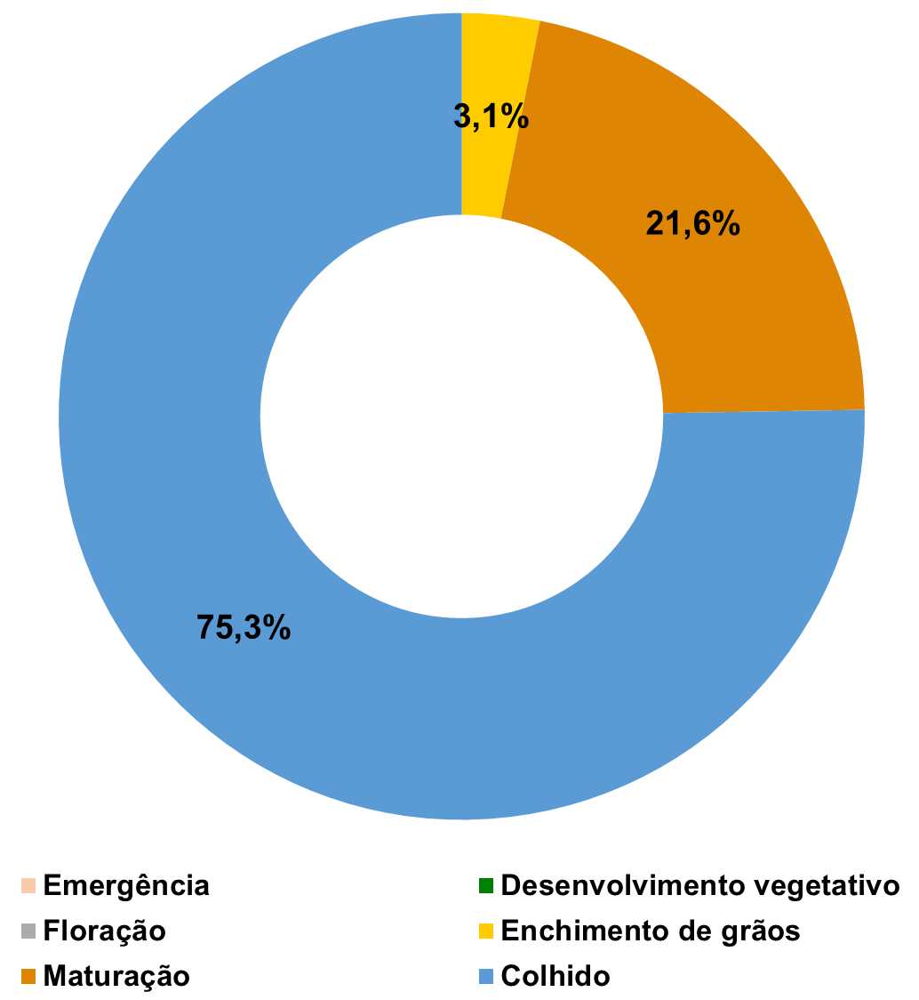 3,1%
21,6%
75,3%
Emergência
Desenvolvimento vegetativo
Floração
Enchimento de grãos
Maturação
Colhido